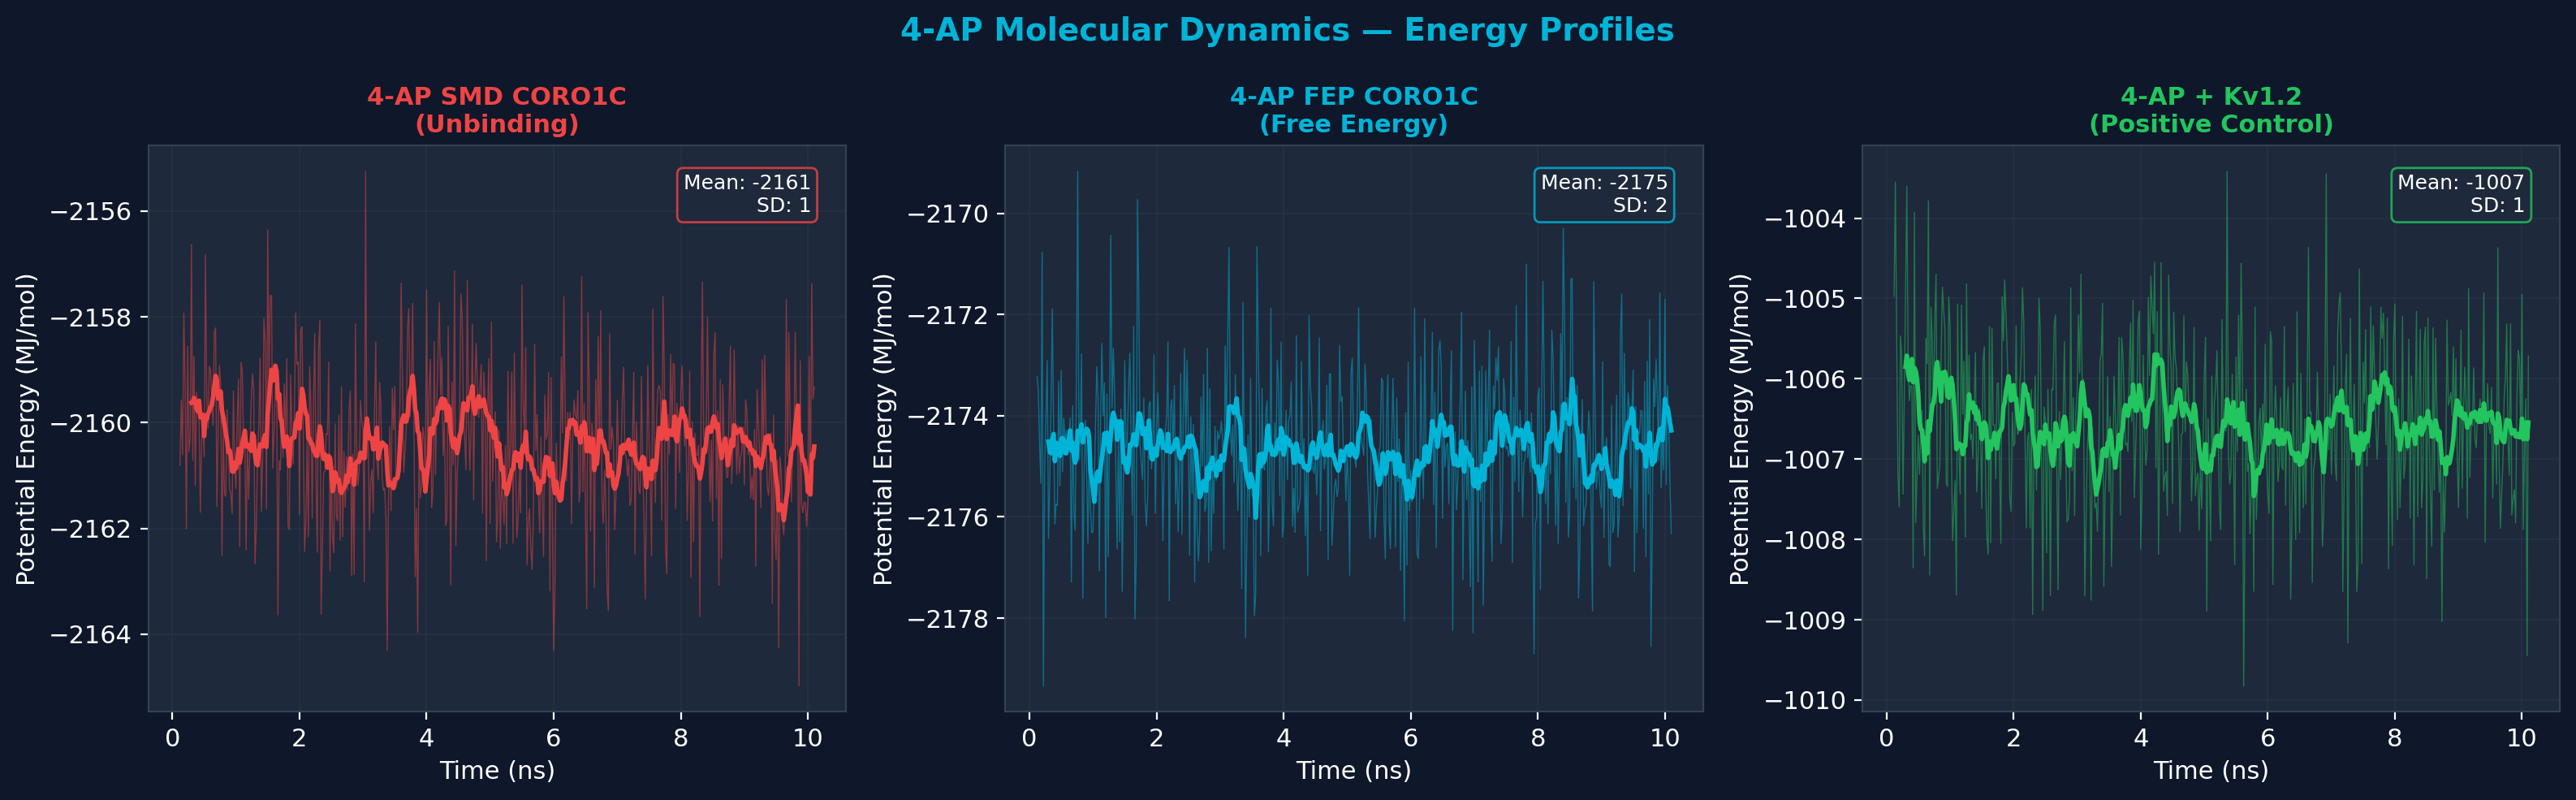 4-AP Molecular Dynamics — Energy Profiles
4-AP SMD CORO1C
(Unbinding)
Mean: -2161
SD: 1
Potential Energy (MJ/mol)
−2156
−2158
−2160
−2162
−2164
0 2 4 6 8 10
Time (ns)
4-AP FEP CORO1C
(Free Energy)
Mean: -2175
SD: 2
Potential Energy (MJ/mol)
−2170
−2172
−2174
−2176
−2178
0 2 4 6 8 10
Time (ns)
4-AP + Kv1.2
(Positive Control)
Mean: -1007
SD: 1
Potential Energy (MJ/mol)
−1004
−1005
−1006
−1007
−1008
−1009
−1010
0 2 4 6 8 10
Time (ns)